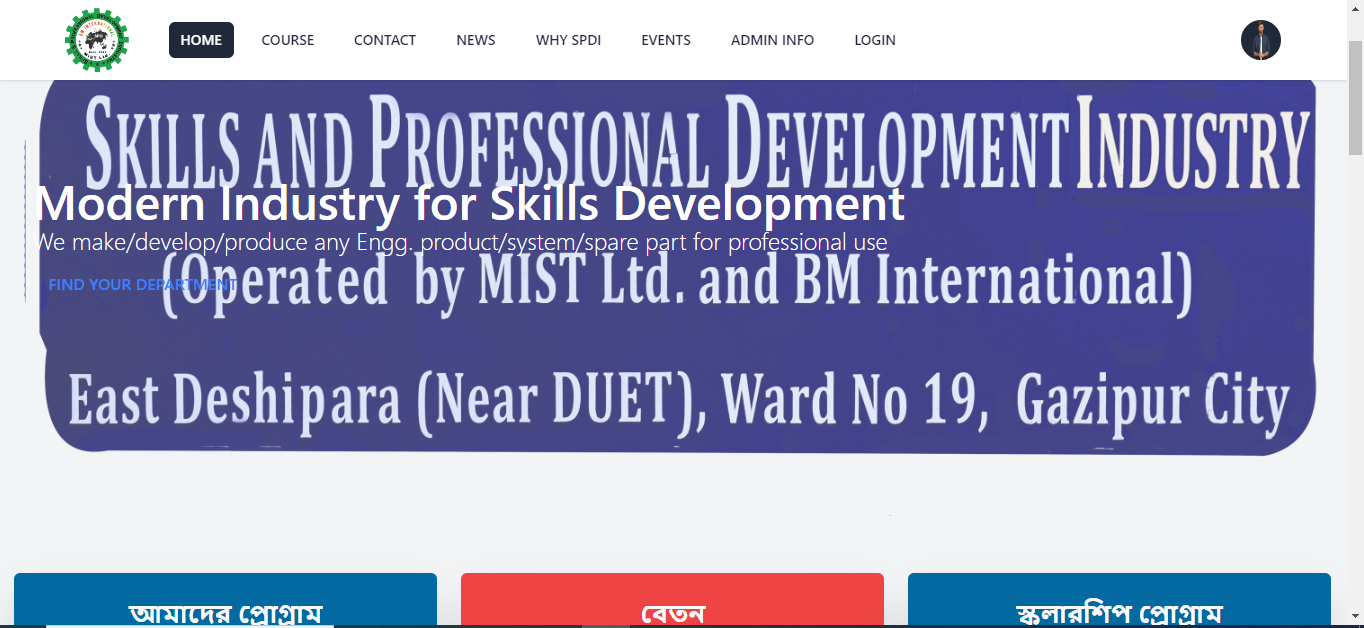 HOME COURSE CONTACT NEWS WHY SPDI EVENTS ADMIN INFO LOGIN
SKILLS AND PROFESSIONAL DEVELOPMENT INDUSTRY
Modern Industry for Skills Development
We make/develop/produce any Engg. product/system/spare part for professional use
(Operated by MIST Ltd. and BM International)
FIND YOUR DEPARTMENT
East Deshipara (Near DUET), Ward No 19, Gazipur City
আমাদের প্রোগ্রাম বেতন স্কলারশিপ প্রোগ্রাম